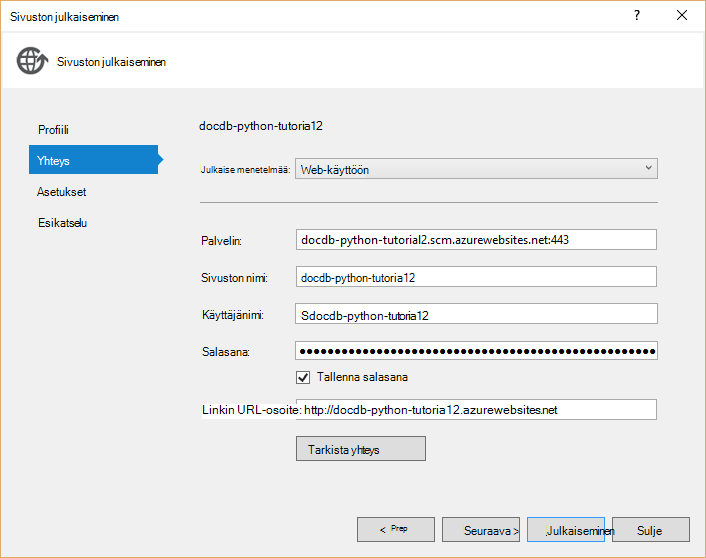 Sivuston julkaiseminen ?
Sivuston julkaiseminen
Profiili
Yhteys
Asetukset
Esikatselu
docdb-python-tutoria12
Julkaise menetelmää: Web-käyttöön
Palvelin: docdb-python-tutorial2.scm.azurewebsites.net:443
Sivuston nimi: docdb-python-tutoria12
Käyttäjänimi: Sdocdb-python-tutoria12
Salasana: ••••••••••••••••••••••••••••••••••••••••••••••••••
Tallenna salasana
Linkin URL-osoite: http://docdb-python-tutoria12.azurewebsites.net
Tarkista yhteys
< Prep Seuraava > Julkaiseminen Sulje